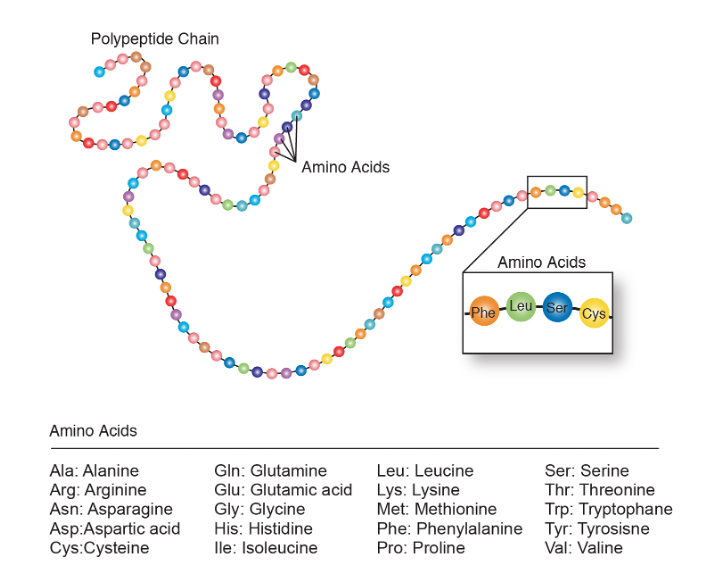 Polypeptide Chain
Amino Acids
Amino Acids
Phe Leu Ser Cys
Amino Acids
Ala: Alanine Gln: Glutamine Leu: Leucine Ser: Serine
Arg: Arginine Glu: Glutamic acid Lys: Lysine Thr: Threonine
Asn: Asparagine Gly: Glycine Met: Methionine Trp: Tryptophane
Asp:Aspartic acid His: Histidine Phe: Phenylalanine Tyr: Tyrosisne
Cys:Cysteine Ile: Isoleucine Pro: Proline Val: Valine